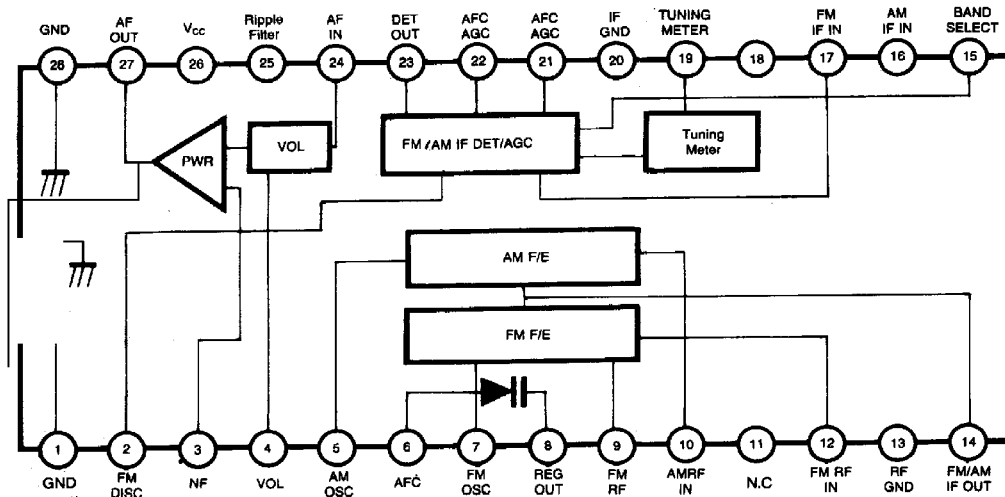 GND
AF
OUT
Vcc
Ripple
Filter
AF
IN
DET
OUT
AFC
AGC
AFC
AGC
IF
GND
TUNING
METER
FM
IF IN
AM
IF IN
BAND
SELECT
28
27
26
25
24
23
22
21
20
19
18
17
16
15
PWR
VOL
FM/AM IF DET/AGC
Tuning
Meter
AM F/E
FM F/E
1
2
3
4
5
6
7
8
9
10
11
12
13
14
GND
FM
DISC
NF
VOL
AM
OSC
AFC
FM
OSC
REG
OUT
FM
RF
AMRF
IN
N.C
FM RF
IN
RF
GND
FM/AM
IF OUT